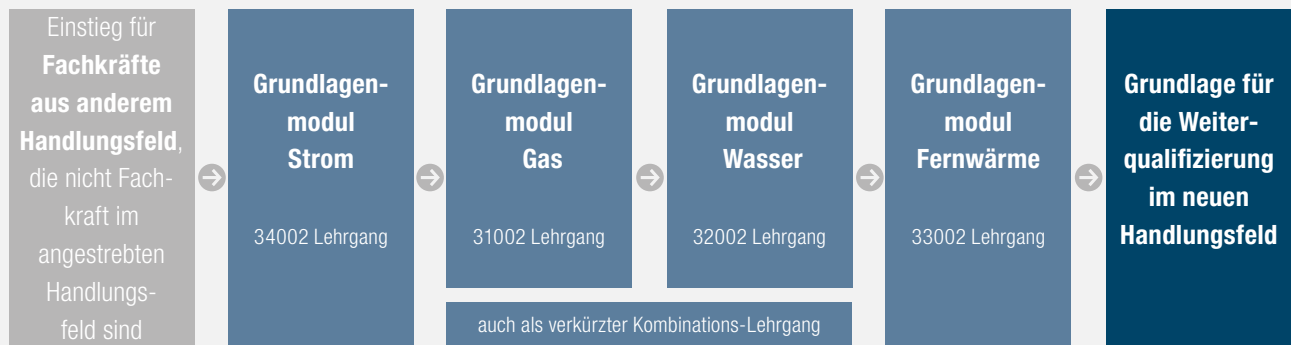 Einstieg für
Fachkräfte
aus anderem
Handlungsfeld,
die nicht Fach-
kraft im
angestrebten
Handlungs-
feld sind
Grundlagen-
modul
Strom
34002 Lehrgang
Grundlagen-
modul
Gas
31002 Lehrgang
Grundlagen-
modul
Wasser
32002 Lehrgang
auch als verkürzter Kombinations-Lehrgang
Grundlagen-
modul
Fernwärme
33002 Lehrgang
Grundlage für
die Weiter-
qualifizierung
im neuen
Handlungsfeld